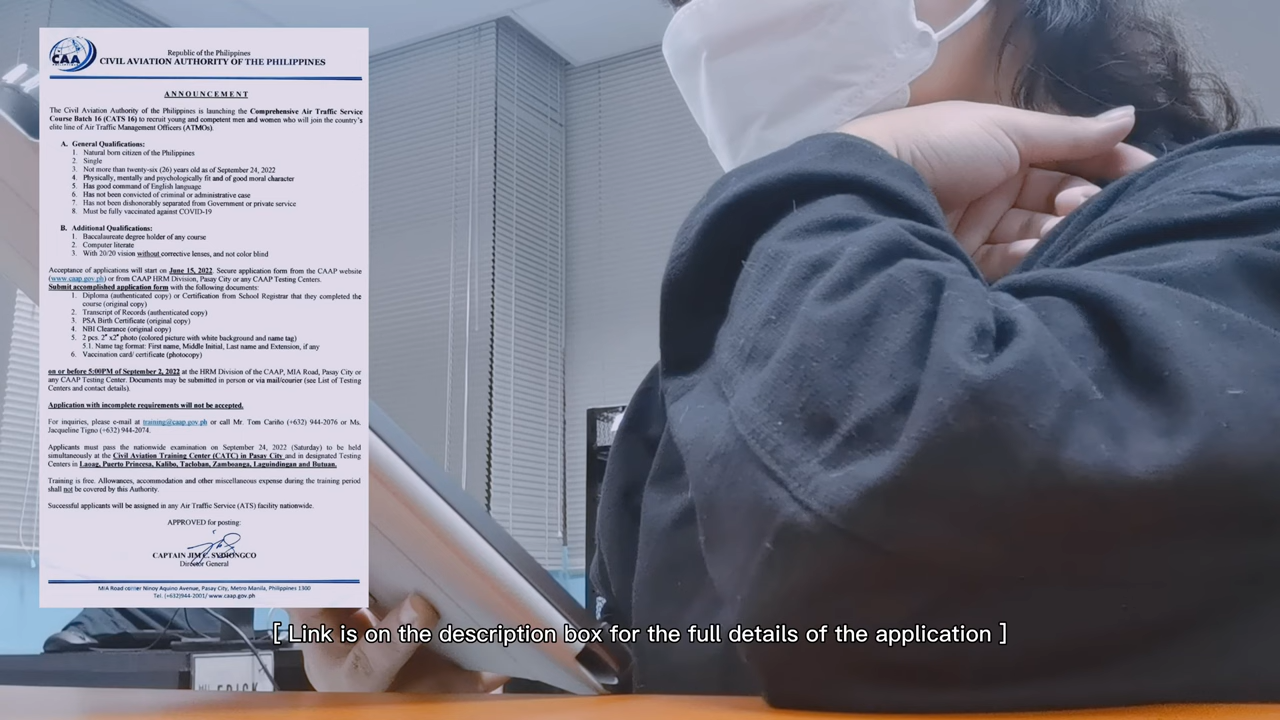 CAA
Republic of the Philippines
CIVIL AVIATION AUTHORITY OF THE PHILIPPINES
ANNOUNCEMENT
The Civil Aviation Authority of the Philippines is launching the Comprehensive Air Traffic Service
Course Batch 16 (CATS 16) to recruit young and competent men and women who will join the country's
elite line of Air Traffic Management Officers (ATMOs).
A. General Qualifications:
1. Natural born citizen of the Philippines
2. Single
3. Not more than twenty-six (26) years old as of September 24, 2022
4. Physically, mentally and psychologically fit and of good moral character
5. Has good command of English language
6. Has not been convicted of criminal or administrative case
7. Has not been dishonorably separated from Government or private service
8. Must be fully vaccinated against COVID-19
B. Additional Qualifications:
1. Baccalaureate degree holder of any course
2. Computer literate
3. With 20/20 vision without corrective lenses, and not color blind
Acceptance of applications will start on June 15, 2022. Secure application form from the CAAP website
(www.caap.gov.ph) or from CAAP HRM Division, Pasay City or any CAAP Testing Centers.
Submit accomplished application form with the following documents:
1. Diploma (authenticated copy) or Certification from School Registrar that they completed the
course (original copy)
2. Transcript of Records (authenticated copy)
3. PSA Birth Certificate (original copy)
4. NBI Clearance (original copy)
5. 2 pcs. 2"x2" photo (colored picture with white background and name tag)
5.1. Name tag format: First name, Middle Initial, Last name and Extension, if any
6. Vaccination card/ certificate (photocopy)
on or before 5:00PM of September 2, 2022 at the HRM Division of the CAAP, MIA Road, Pasay City or
any CAAP Testing Center. Documents may be submitted in person or via mail/courier (see List of Testing
Centers and contact details).
Application with incomplete requirements will not be accepted.
For inquiries, please e-mail at training@caap.gov.ph or call Mr. Tom Cariño (+632) 944-2076 or Ms.
Jacqueline Tigno (+632) 944-2074.
Applicants must pass the nationwide examination on September 24, 2022 (Saturday) to be held
simultaneously at the Civil Aviation Training Center (CATC) in Pasay City and in designated Testing
Centers in Laoag, Puerto Princesa, Kalibo, Tacloban, Zamboanga, Laguindingan and Butuan.
Training is free. Allowances, accommodation and other miscellaneous expense during the training period
shall not be covered by this Authority.
Successful applicants will be assigned in any Air Traffic Service (ATS) facility nationwide.
APPROVED for posting:
CAPTAIN JIM C. SYDIONGCO
Director General
MIA Road corner Ninoy Aquino Avenue, Pasay City, Metro Manila, Philippines 1300
Tel. (+632)944-2001/ www.caap.gov.ph
[ Link is on the description box for the full details of the application ]